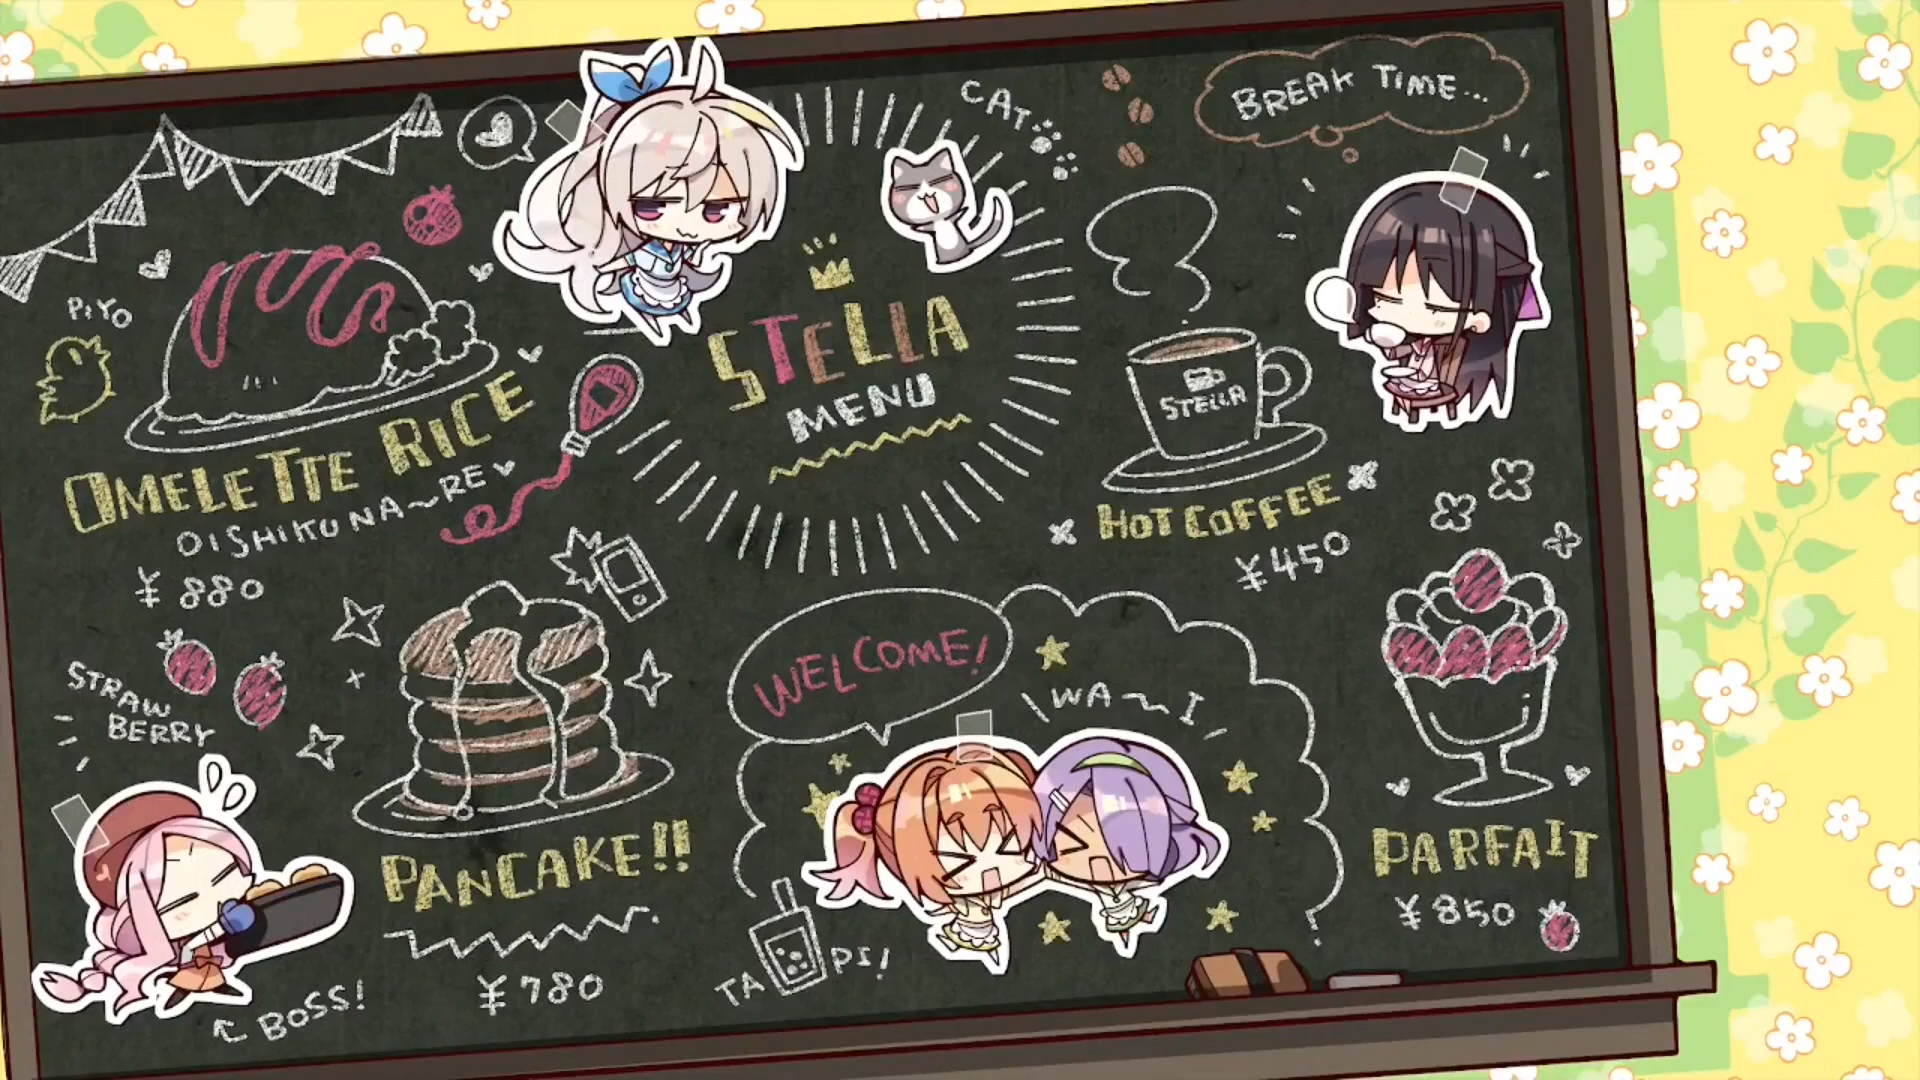 CAT
BREAK TIME...
PIYO
STELLA
MENU
STELLA
OMELETTE RICE
OISHIKUNA~RE♥
¥880
HOT COFFEE
¥450
STRAW
BERRY
WELCOME!
\WA~I
PANCAKE!!
¥780
PARFAIT
¥850
TA PI!
BOSS!